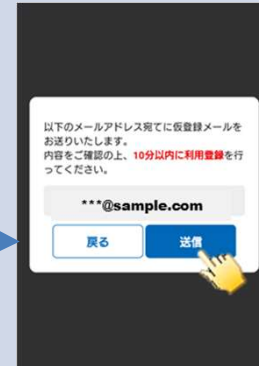 以下のメールアドレス宛てに仮登録メールを
お送りいたします。
内容をご確認の上、10分以内に利用登録を行
ってください。
***@sample.com
戻る
送信